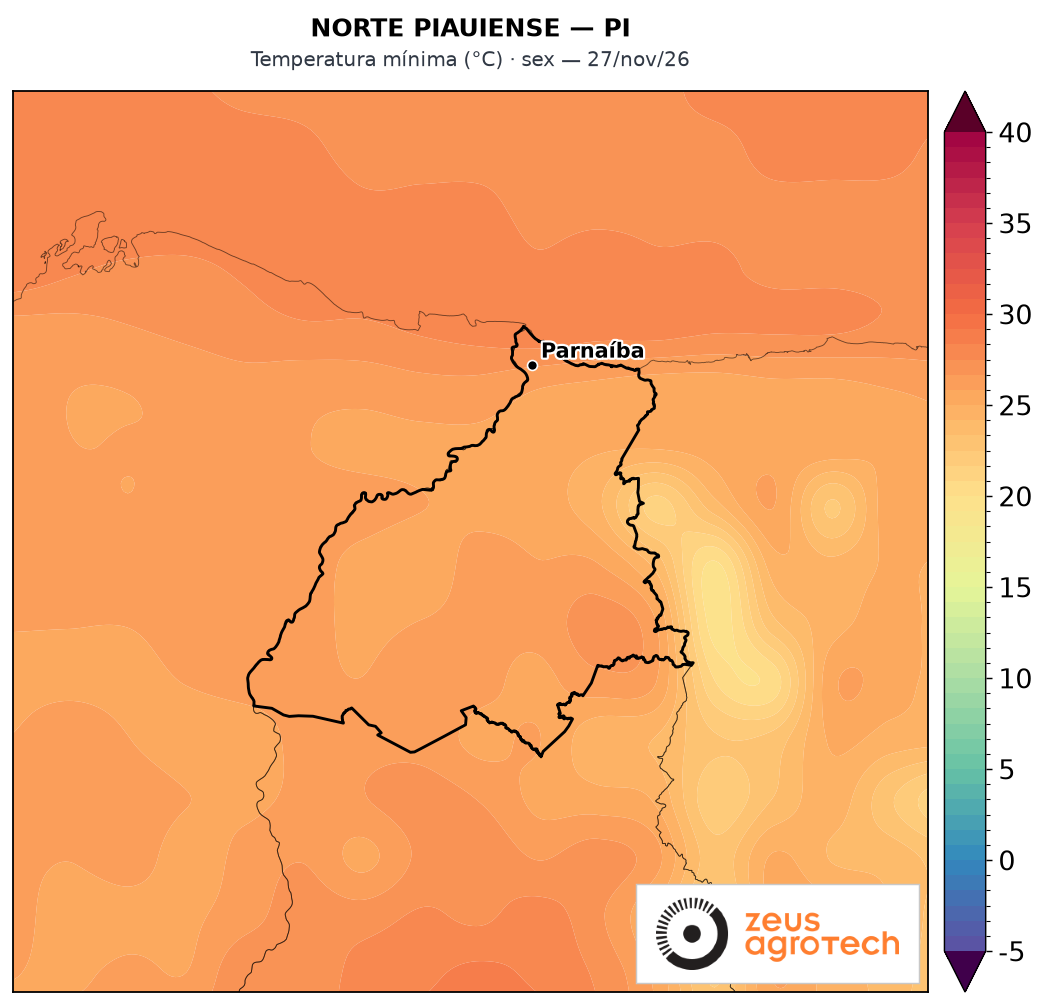 NORTE PIAUIENSE — PI
Temperatura mínima (°C) · sex — 27/nov/26
Parnaíba
40
35
30
25
20
15
10
5
0
-5
zeus
agrotech